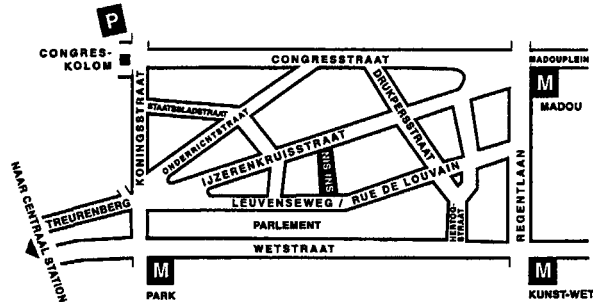 P
CONGRES-
KOLOM
CONGRESSTRAAT
MADOUPLEIN
M
MADOU
KONINGSSTRAAT
STAATSBLADSTRAAT
ONDERRICHTSTRAAT
DRUKPERSSTRAAT
IJZERENKRUISSTRAAT
NIS INS
LEUVENSEWEG / RUE DE LOUVAIN
REGENTLAAN
TREURENBERG
PARLEMENT
HERTOG-
STRAAT
WETSTRAAT
NAAR CENTRAAL STATION
M
PARK
M
KUNST-WET